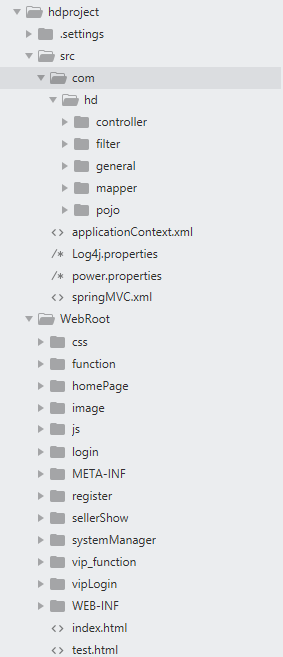 hdproject
.settings
src
com
hd
controller
filter
general
mapper
pojo
applicationContext.xml
Log4j.properties
power.properties
springMVC.xml
WebRoot
css
function
homePage
image
js
login
META-INF
register
sellerShow
systemManager
vip_function
vipLogin
WEB-INF
index.html
test.html